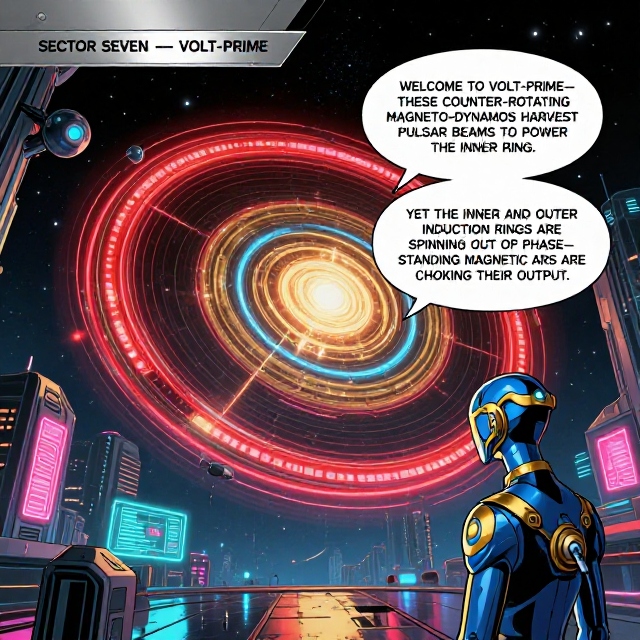 SECTOR SEVEN — VOLT-PRIME
WELCOME TO VOLT-PRIME—
THESE COUNTER-ROTATING
MAGNETO-DYNAMOS HARVEST
PULSAR BEAMS TO POWER
THE INNER RING.
YET THE INNER AND OUTER
INDUCTION RINGS ARE
SPINNING OUT OF PHASE—
STANDING MAGNETIC ARS ARE
CHOKING THEIR OUTPUT.